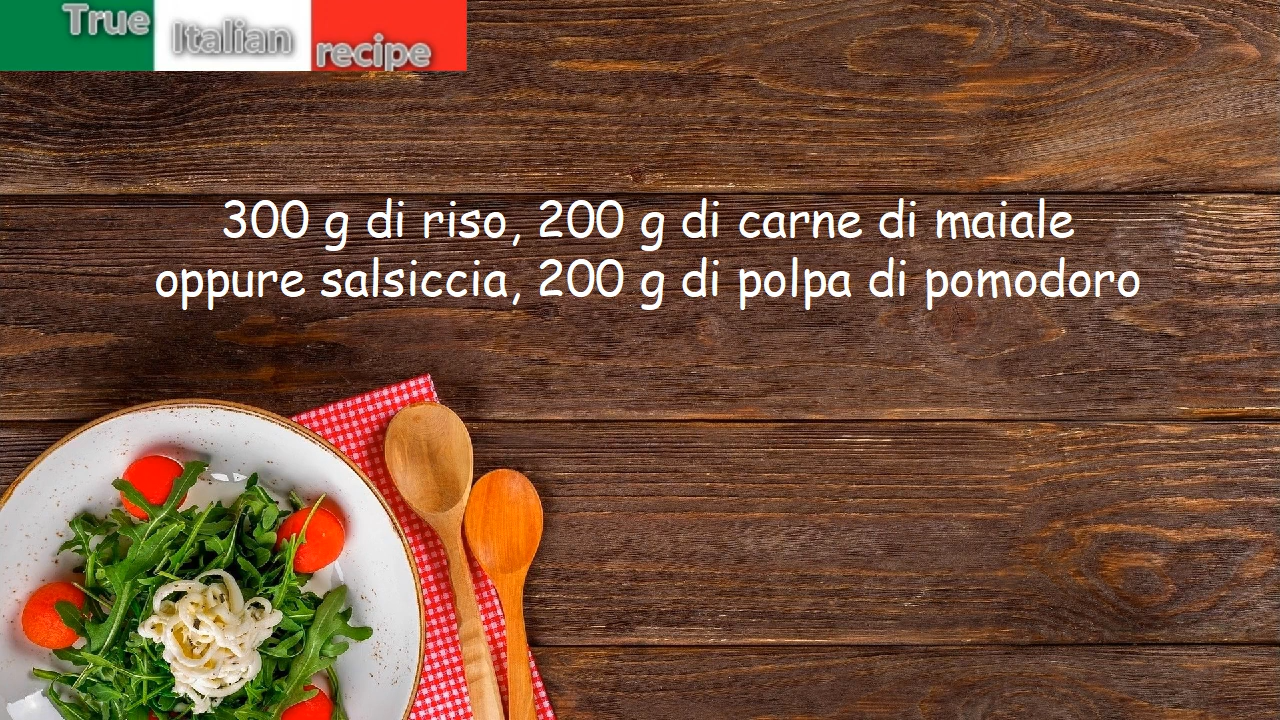 True Italian recipe
300 g di riso, 200 g di carne di maiale
oppure salsiccia, 200 g di polpa di pomodoro